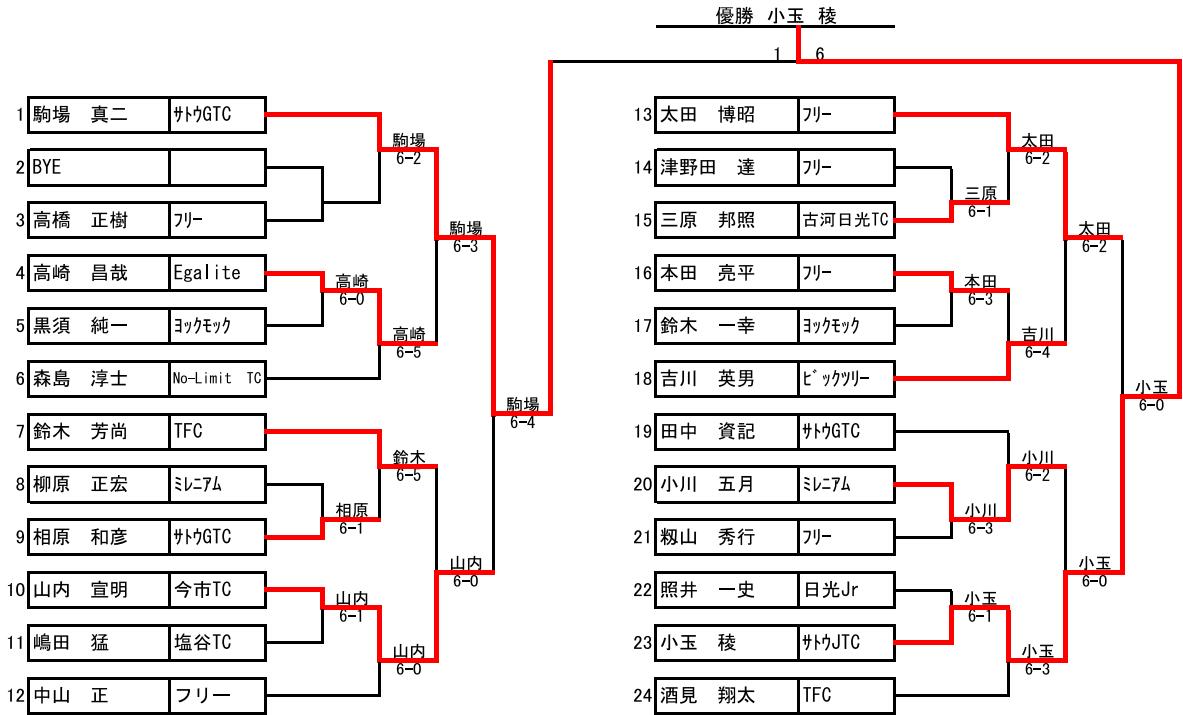 優勝 小玉 稜
1 6
1 駒場 真二 ｻﾄｳGTC
2 BYE
3 高橋 正樹 ﾌﾘｰ
4 高崎 昌哉 Egalite
5 黒須 純一 ﾖｯｸﾓｯｸ
6 森島 淳士 No-Limit TC
7 鈴木 芳尚 TFC
8 柳原 正宏 ﾐﾚﾆｱﾑ
9 相原 和彦 ｻﾄｳGTC
10 山内 宣明 今市TC
11 嶋田 猛 塩谷TC
12 中山 正 フリー
高崎
6-0
相原
6-1
山内
6-1
駒場
6-2
高崎
6-5
鈴木
6-5
山内
6-0
駒場
6-3
山内
6-0
駒場
6-4
13 太田 博昭 ﾌﾘｰ
14 津野田 達 ﾌﾘｰ
15 三原 邦照 古河日光TC
16 本田 亮平 ﾌﾘｰ
17 鈴木 一幸 ﾖｯｸﾓｯｸ
18 吉川 英男 ﾋﾞｯｸﾂﾘｰ
19 田中 資記 ｻﾄｳGTC
20 小川 五月 ﾐﾚﾆｱﾑ
21 籾山 秀行 ﾌﾘｰ
22 照井 一史 日光Jr
23 小玉 稜 ｻﾄｳJTC
24 酒見 翔太 TFC
三原
6-1
本田
6-3
小川
6-3
小玉
6-1
太田
6-2
吉川
6-4
小川
6-2
小玉
6-3
太田
6-2
小玉
6-0
小玉
6-0